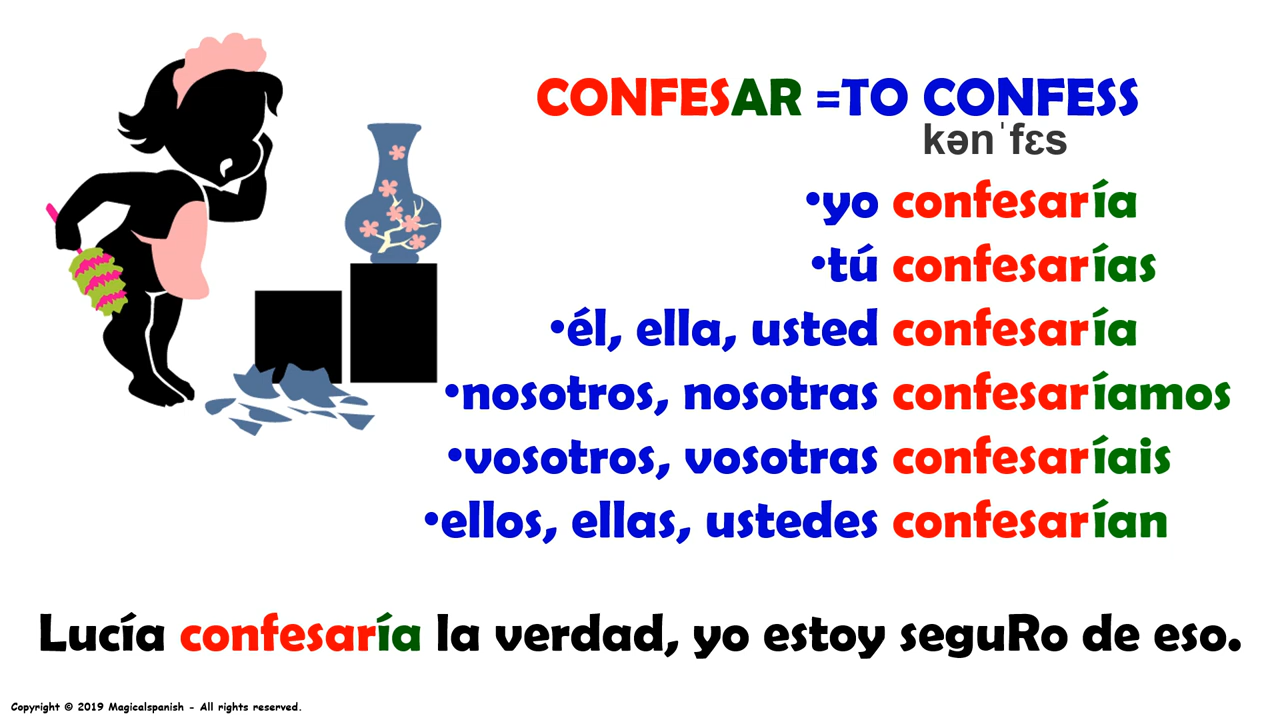 CONFESAR =TO CONFESS
kənˈfɛs
•yo confesaría
•tú confesarías
•él, ella, usted confesaría
•nosotros, nosotras confesaríamos
•vosotros, vosotras confesaríais
•ellos, ellas, ustedes confesarían
Lucía confesaría la verdad, yo estoy seguRo de eso.
Copyright © 2019 Magicalspanish - All rights reserved.